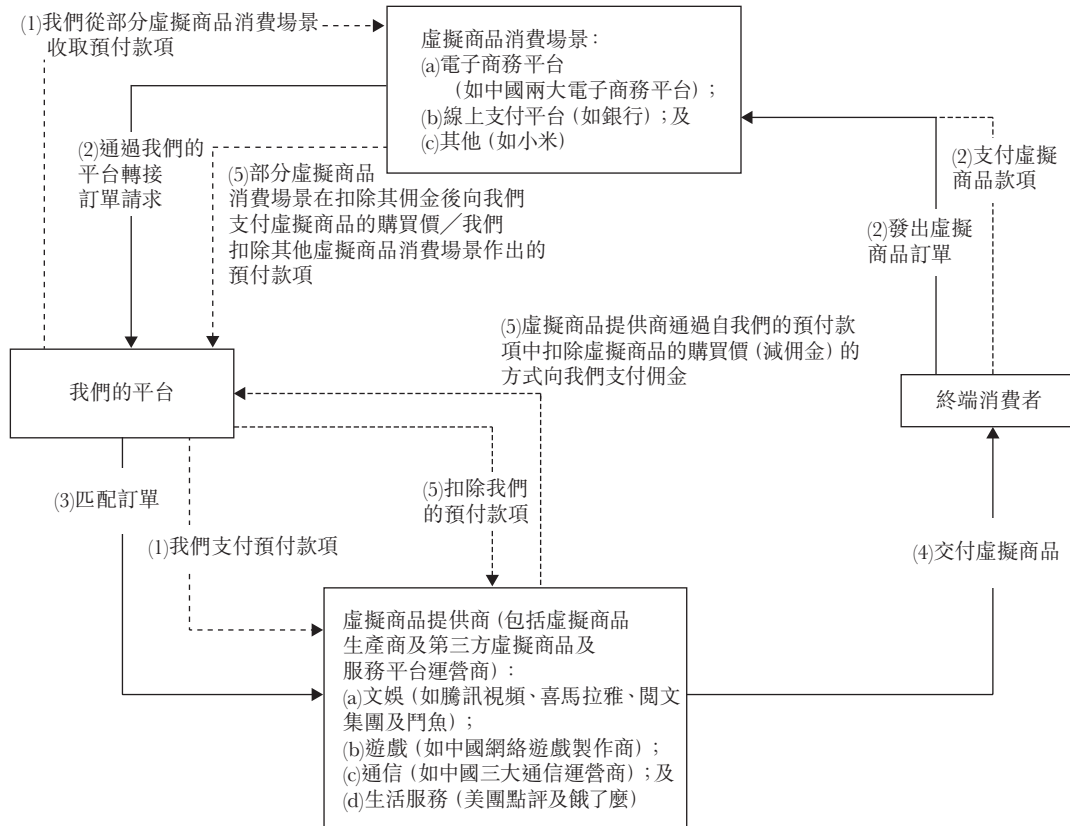 (1)我們從部分虛擬商品消費場景
收取預付款項
虛擬商品消費場景：
(a)電子商務平台
（如中國兩大電子商務平台）；
(b)線上支付平台（如銀行）；及
(c)其他（如小米）
(2)通過我們的
平台轉接
訂單請求
(5)部分虛擬商品
消費場景在扣除其佣金後向我們
支付虛擬商品的購買價／我們
扣除其他虛擬商品消費場景作出的
預付款項
(2)支付虛擬
商品款項
(2)發出虛擬
商品訂單
(5)虛擬商品提供商通過自我們的預付款
項中扣除虛擬商品的購買價（減佣金）的
方式向我們支付佣金
我們的平台
終端消費者
(3)匹配訂單
(5)扣除我們
的預付款項
(1)我們支付預付款項
(4)交付虛擬商品
虛擬商品提供商（包括虛擬商品
生產商及第三方虛擬商品及
服務平台運營商）：
(a)文娛（如騰訊視頻、喜馬拉雅、閱文
集團及鬥魚）；
(b)遊戲（如中國網絡遊戲製作商）；
(c)通信（如中國三大通信運營商）；及
(d)生活服務（美團點評及餓了麼）